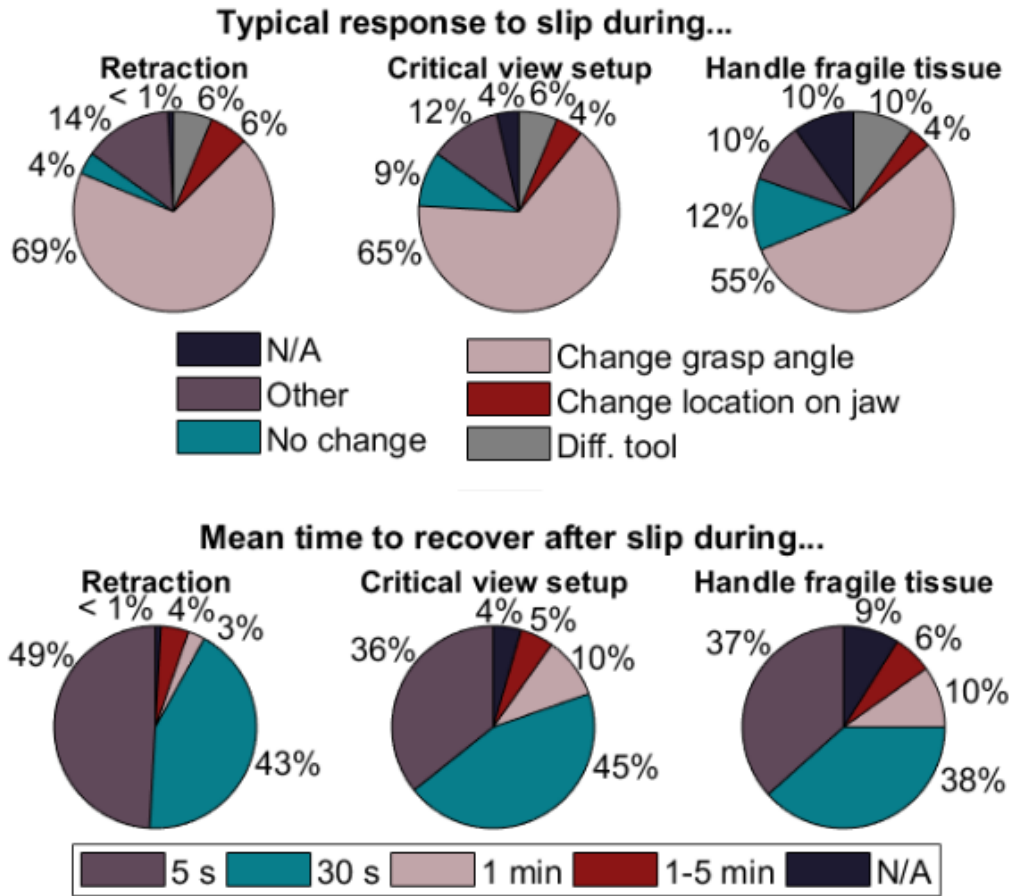 Typical response to slip during...
Retraction
Critical view setup
Handle fragile tissue
< 1%
6%
6%
14%
4%
69%
4%
6%
4%
12%
9%
65%
10%
10%
4%
10%
12%
55%
N/A
Other
No change
Change grasp angle
Change location on jaw
Diff. tool
Mean time to recover after slip during...
Retraction
Critical view setup
Handle fragile tissue
< 1%
4%
3%
49%
43%
4%
5%
10%
36%
45%
9%
6%
10%
37%
38%
5 s 30 s 1 min 1-5 min N/A